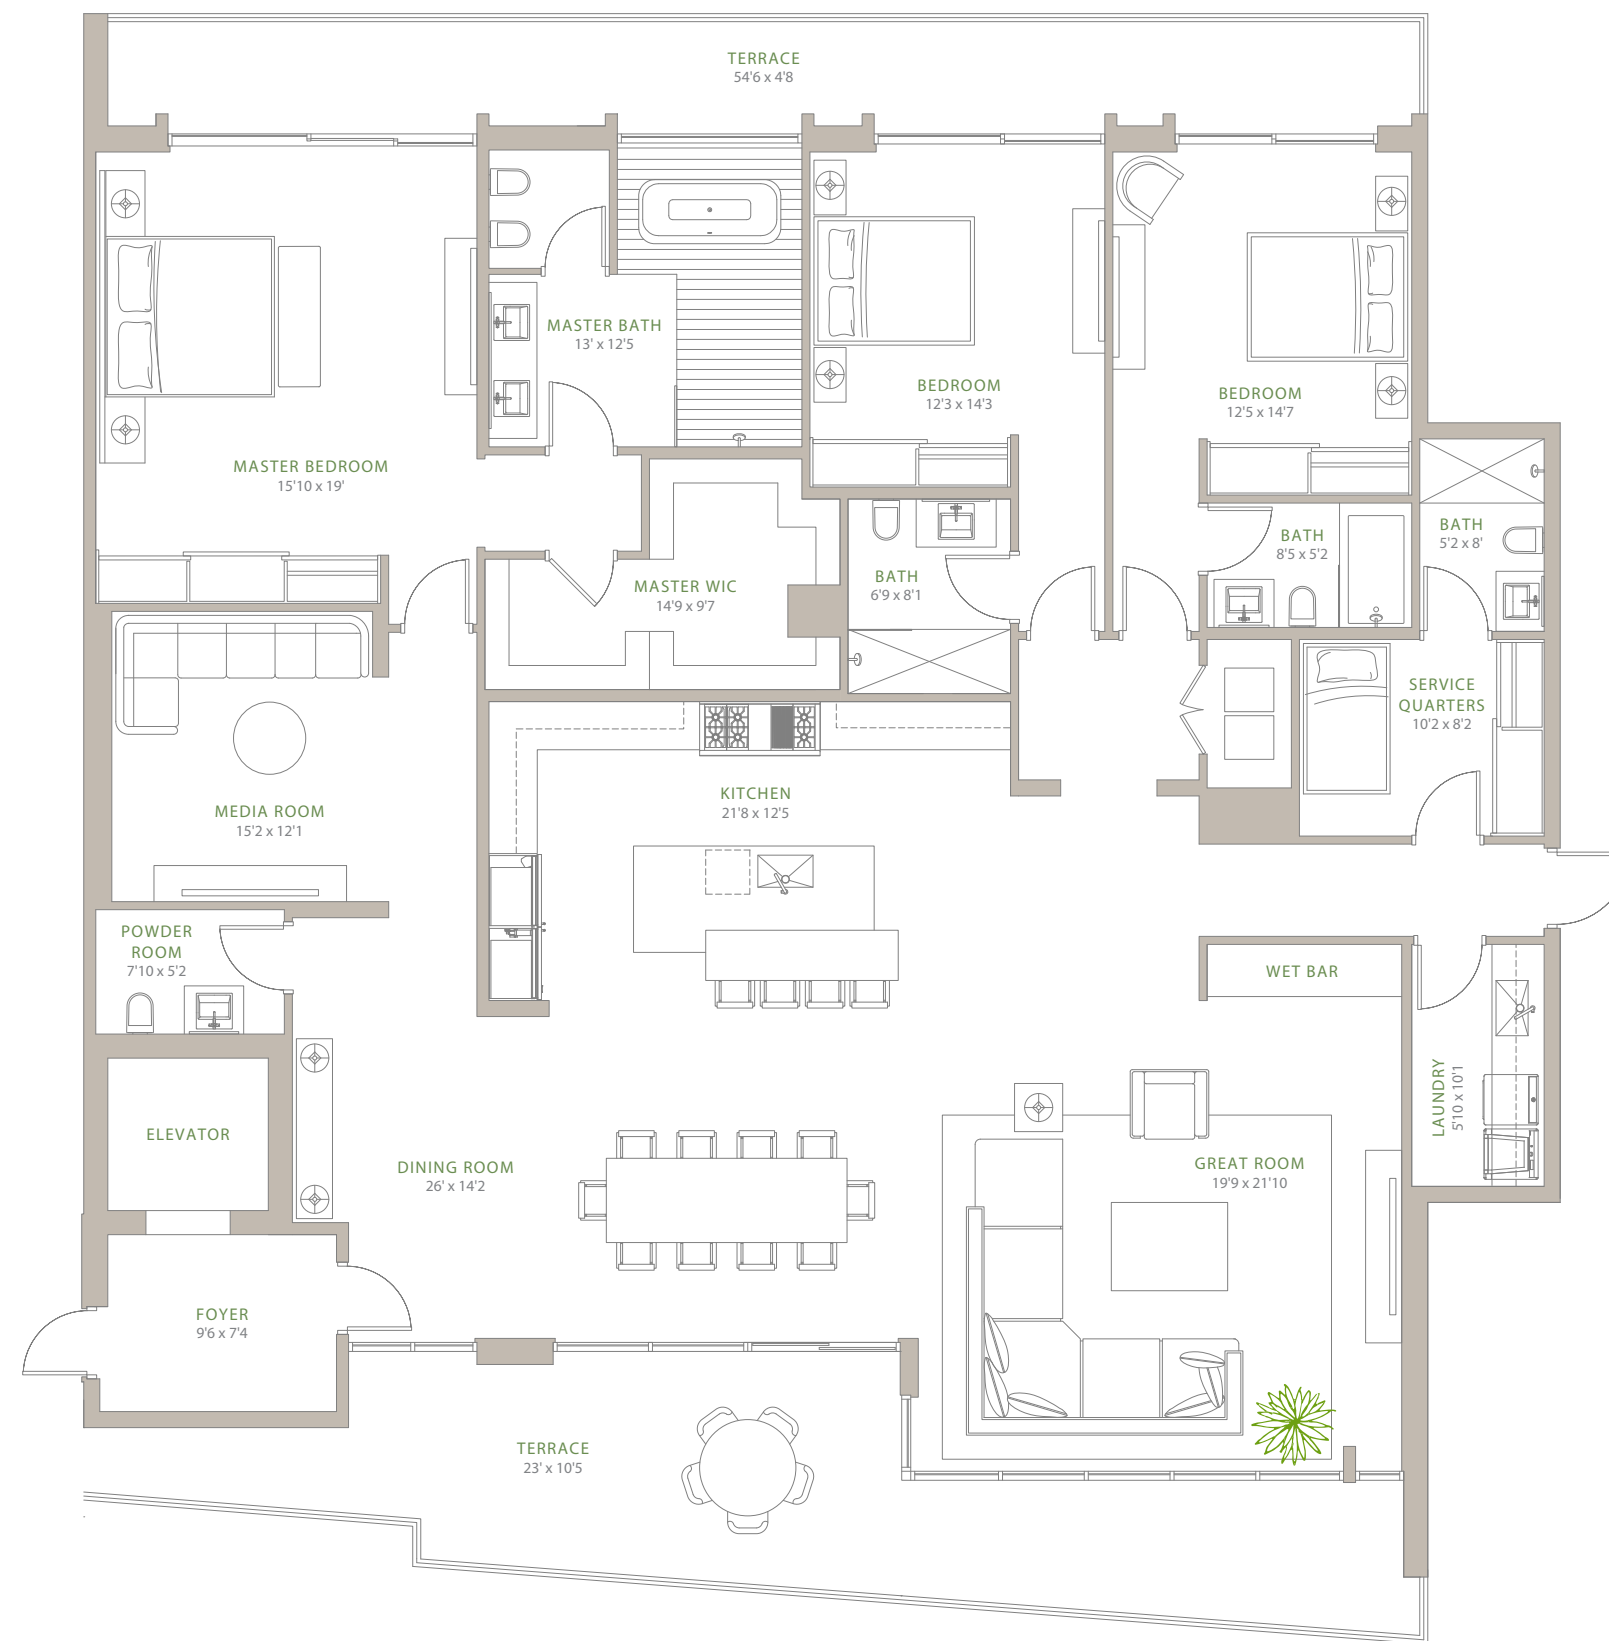 TERRACE
54'6 x 4'8
MASTER BATH
13' x 12'5
BEDROOM
12'3 x 14'3
BEDROOM
12'5 x 14'7
MASTER BEDROOM
15'10 x 19'
BATH
8'5 x 5'2
BATH
5'2 x 8'
MASTER WIC
14'9 x 9'7
BATH
6'9 x 8'1
SERVICE
QUARTERS
10'2 x 8'2
MEDIA ROOM
15'2 x 12'1
KITCHEN
21'8 x 12'5
POWDER
ROOM
7'10 x 5'2
WET BAR
LAUNDRY
5'10 x 10'1
ELEVATOR
DINING ROOM
26' x 14'2
GREAT ROOM
19'9 x 21'10
FOYER
9'6 x 7'4
TERRACE
23' x 10'5